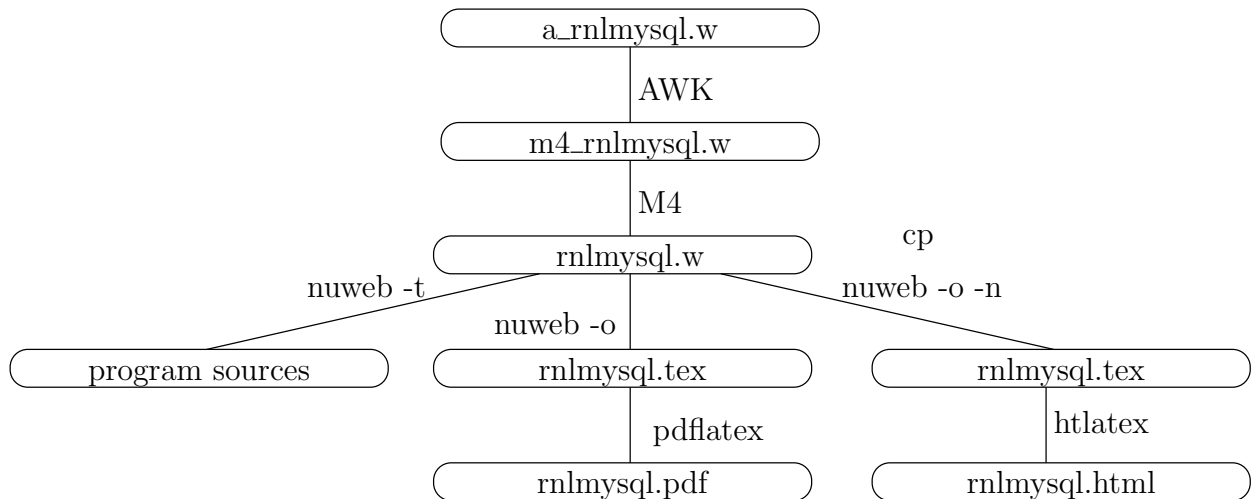 a_rnlmysql.w
AWK
m4_rnlmysql.w
M4
cp
rnlmysql.w
nuweb -t
nuweb -o -n
nuweb -o
program sources
rnlmysql.tex
rnlmysql.tex
pdflatex
htlatex
rnlmysql.pdf
rnlmysql.html